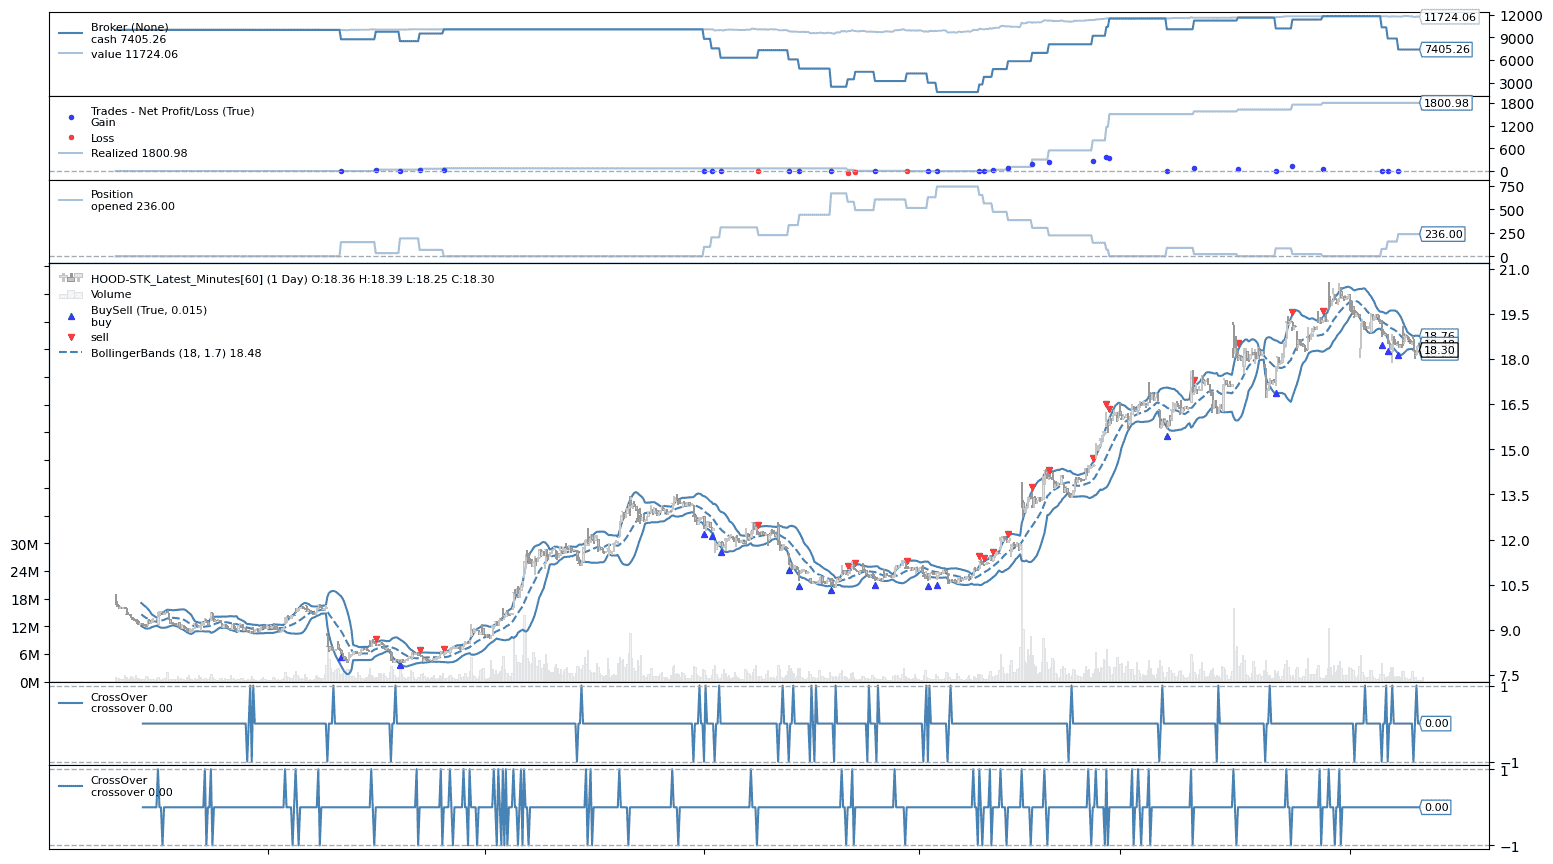 Broker (None)
cash 7405.26
value 11724.06
11724.06
7405.26
12000
9000
6000
3000
Trades - Net Profit/Loss (True)
Gain
Loss
Realized 1800.98
1800.98
1800
1200
600
0
Position
opened 236.00
236.00
750
500
250
0
HOOD-STK_Latest_Minutes[60] (1 Day) O:18.36 H:18.39 L:18.25 C:18.30
Volume
BuySell (True, 0.015)
buy
sell
BollingerBands (18, 1.7) 18.48
18.76
18.30
21.0
19.5
18.0
16.5
15.0
13.5
12.0
10.5
9.0
7.5
30M
24M
18M
12M
6M
0M
CrossOver
crossover 0.00
0.00
1
−1
CrossOver
crossover 0.00
0.00
1
−1